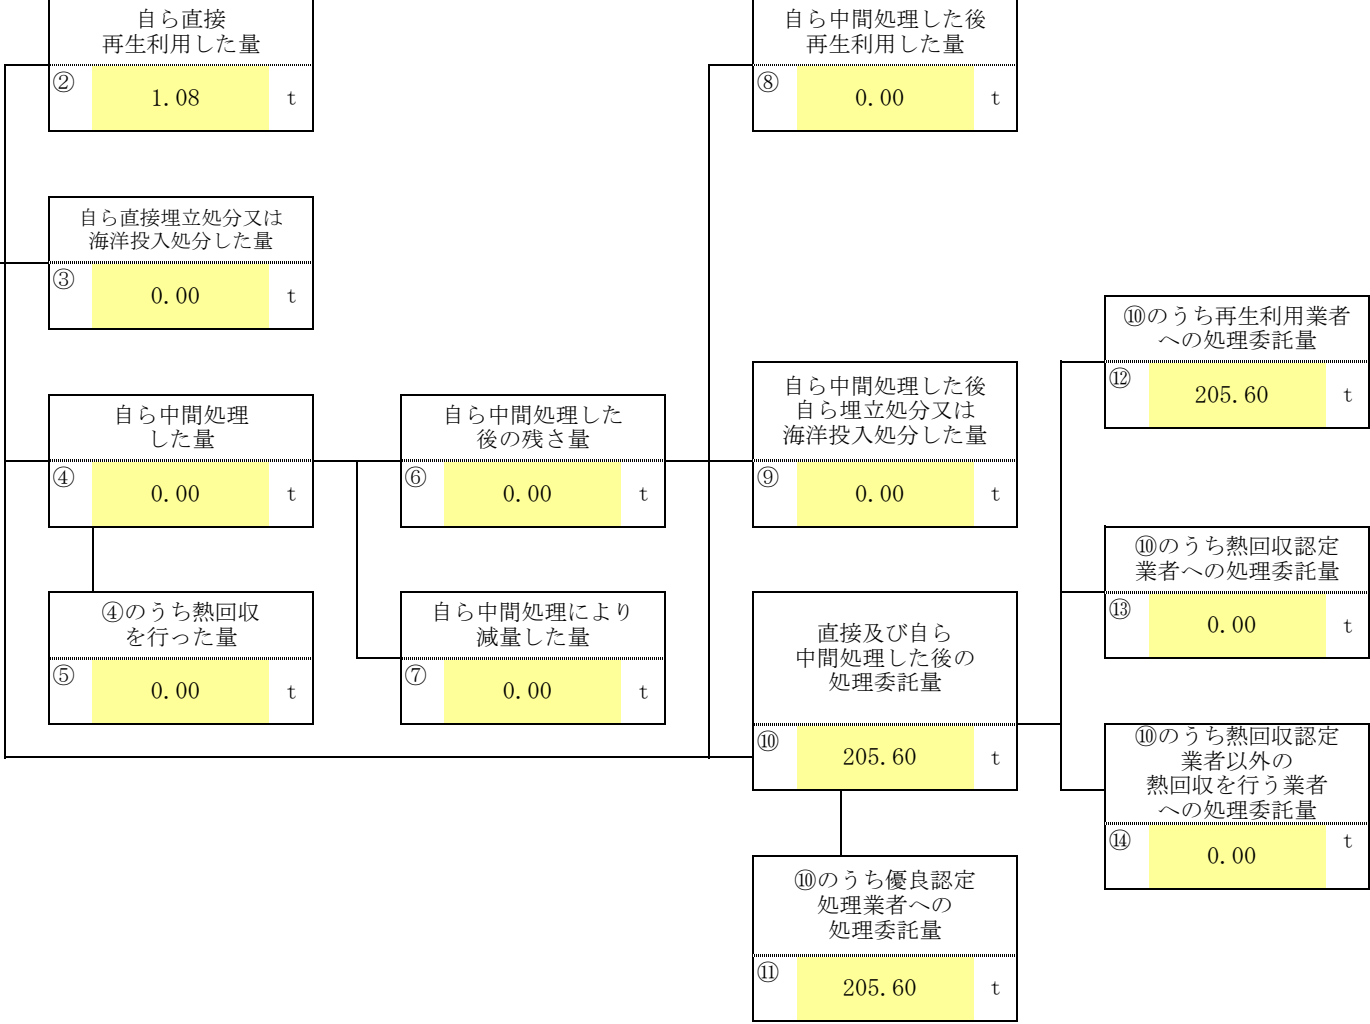 自ら直接
再生利用した量
②
1.08
t
自ら中間処理した後
再生利用した量
⑧
0.00
t
自ら直接埋立処分又は
海洋投入処分した量
③
0.00
t
⑩のうち再生利用業者
への処理委託量
⑫
205.60
t
自ら中間処理
した量
④
0.00
t
自ら中間処理した
後の残さ量
⑥
0.00
t
自ら中間処理した後
自ら埋立処分又は
海洋投入処分した量
⑨
0.00
t
⑩のうち熱回収認定
業者への処理委託量
⑬
0.00
t
④のうち熱回収
を行った量
⑤
0.00
t
自ら中間処理により
減量した量
⑦
0.00
t
直接及び自ら
中間処理した後の
処理委託量
⑩
205.60
t
⑩のうち熱回収認定
業者以外の
熱回収を行う業者
への処理委託量
⑭
0.00
t
⑩のうち優良認定
処理業者への
処理委託量
⑪
205.60
t